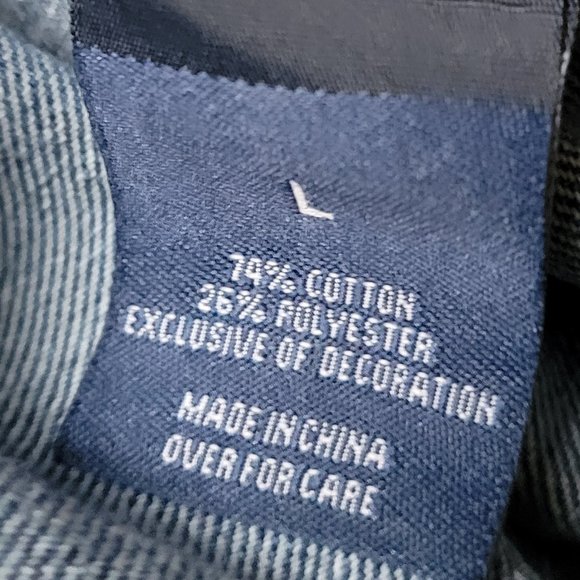 L
74% COTTON
26% POLYESTER
EXCLUSIVE OF DECORATION
MADE IN CHINA
OVER FOR CARE